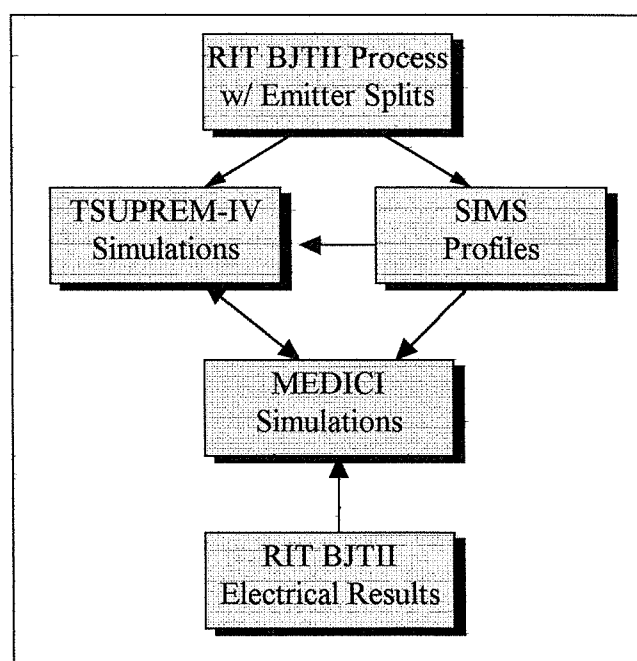 RIT BJTII Process
w/ Emitter Splits
TSUPREM-IV
Simulations
SIMS
Profiles
MEDICI
Simulations
RIT BJTII
Electrical Results